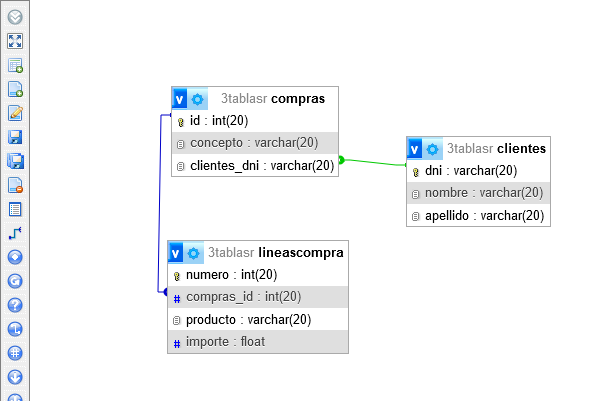 v 3tablasr compras
id : int(20)
concepto : varchar(20)
clientes_dni : varchar(20)
v 3tablasr clientes
dni : varchar(20)
nombre : varchar(20)
apellido : varchar(20)
v 3tablasr lineascompra
numero : int(20)
# compras_id : int(20)
producto : varchar(20)
# importe : float